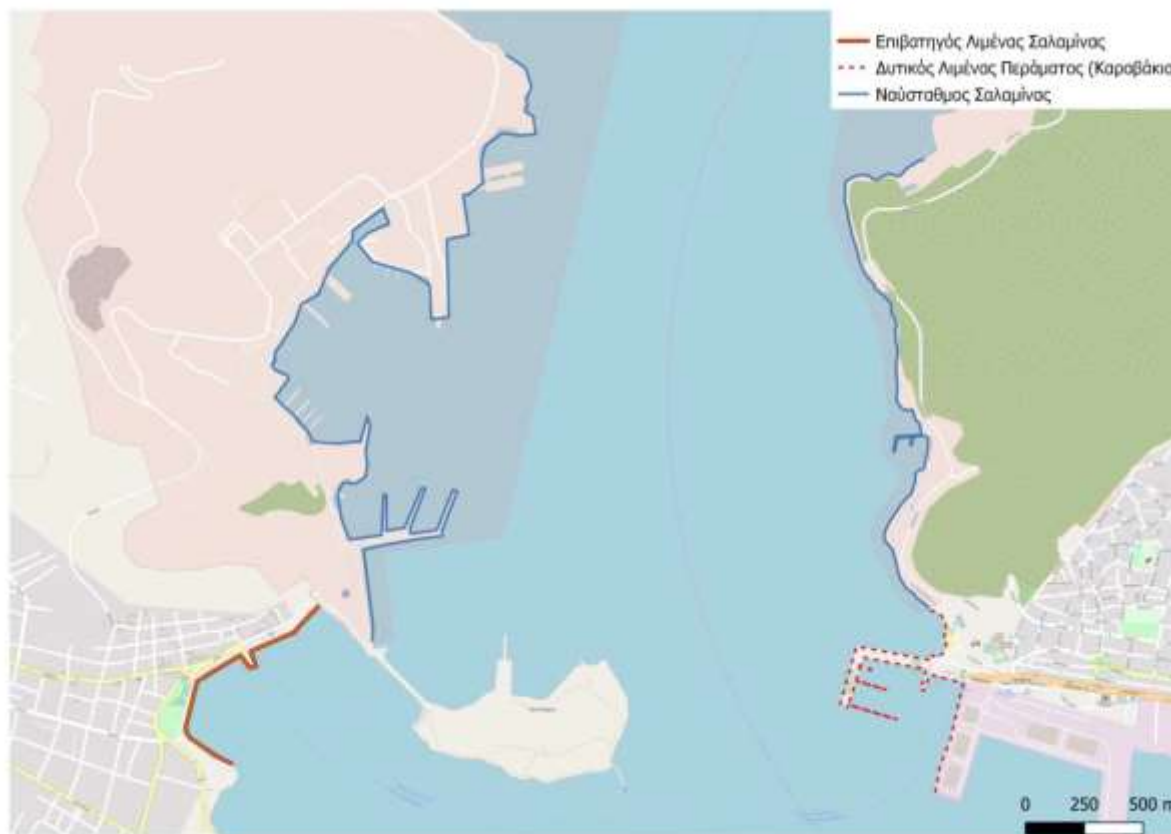 Επιβατηγός Λιμένας Σαλαμίνας
Δυτικός Λιμένας Περάματος (Καραβάκια
Ναύσταθμος Σαλαμίνας
0 250 500 m